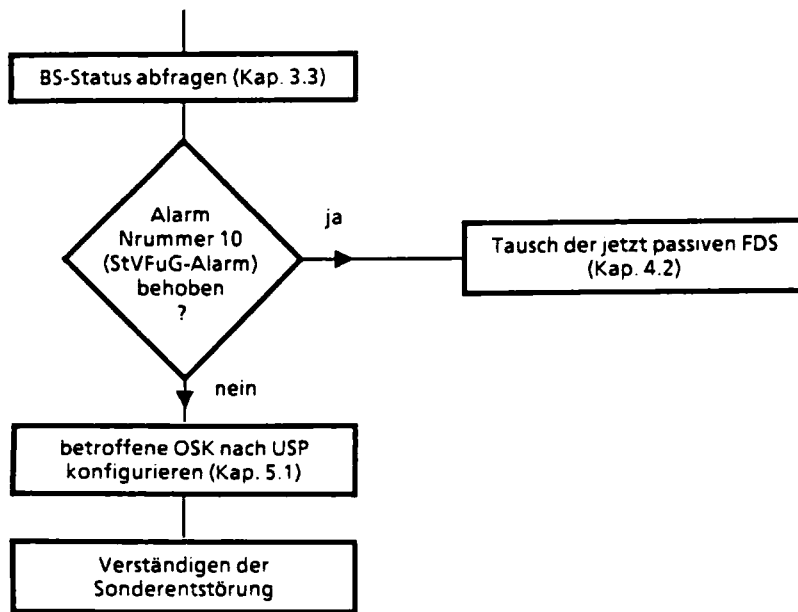 BS-Status abfragen (Kap. 3.3)
Alarm
Nrummer 10
(StVFuG-Alarm)
behoben
?
ja
Tausch der jetzt passiven FDS
(Kap. 4.2)
nein
betroffene OSK nach USP
konfigurieren (Kap. 5.1)
Verständigen der
Sonderentstörung